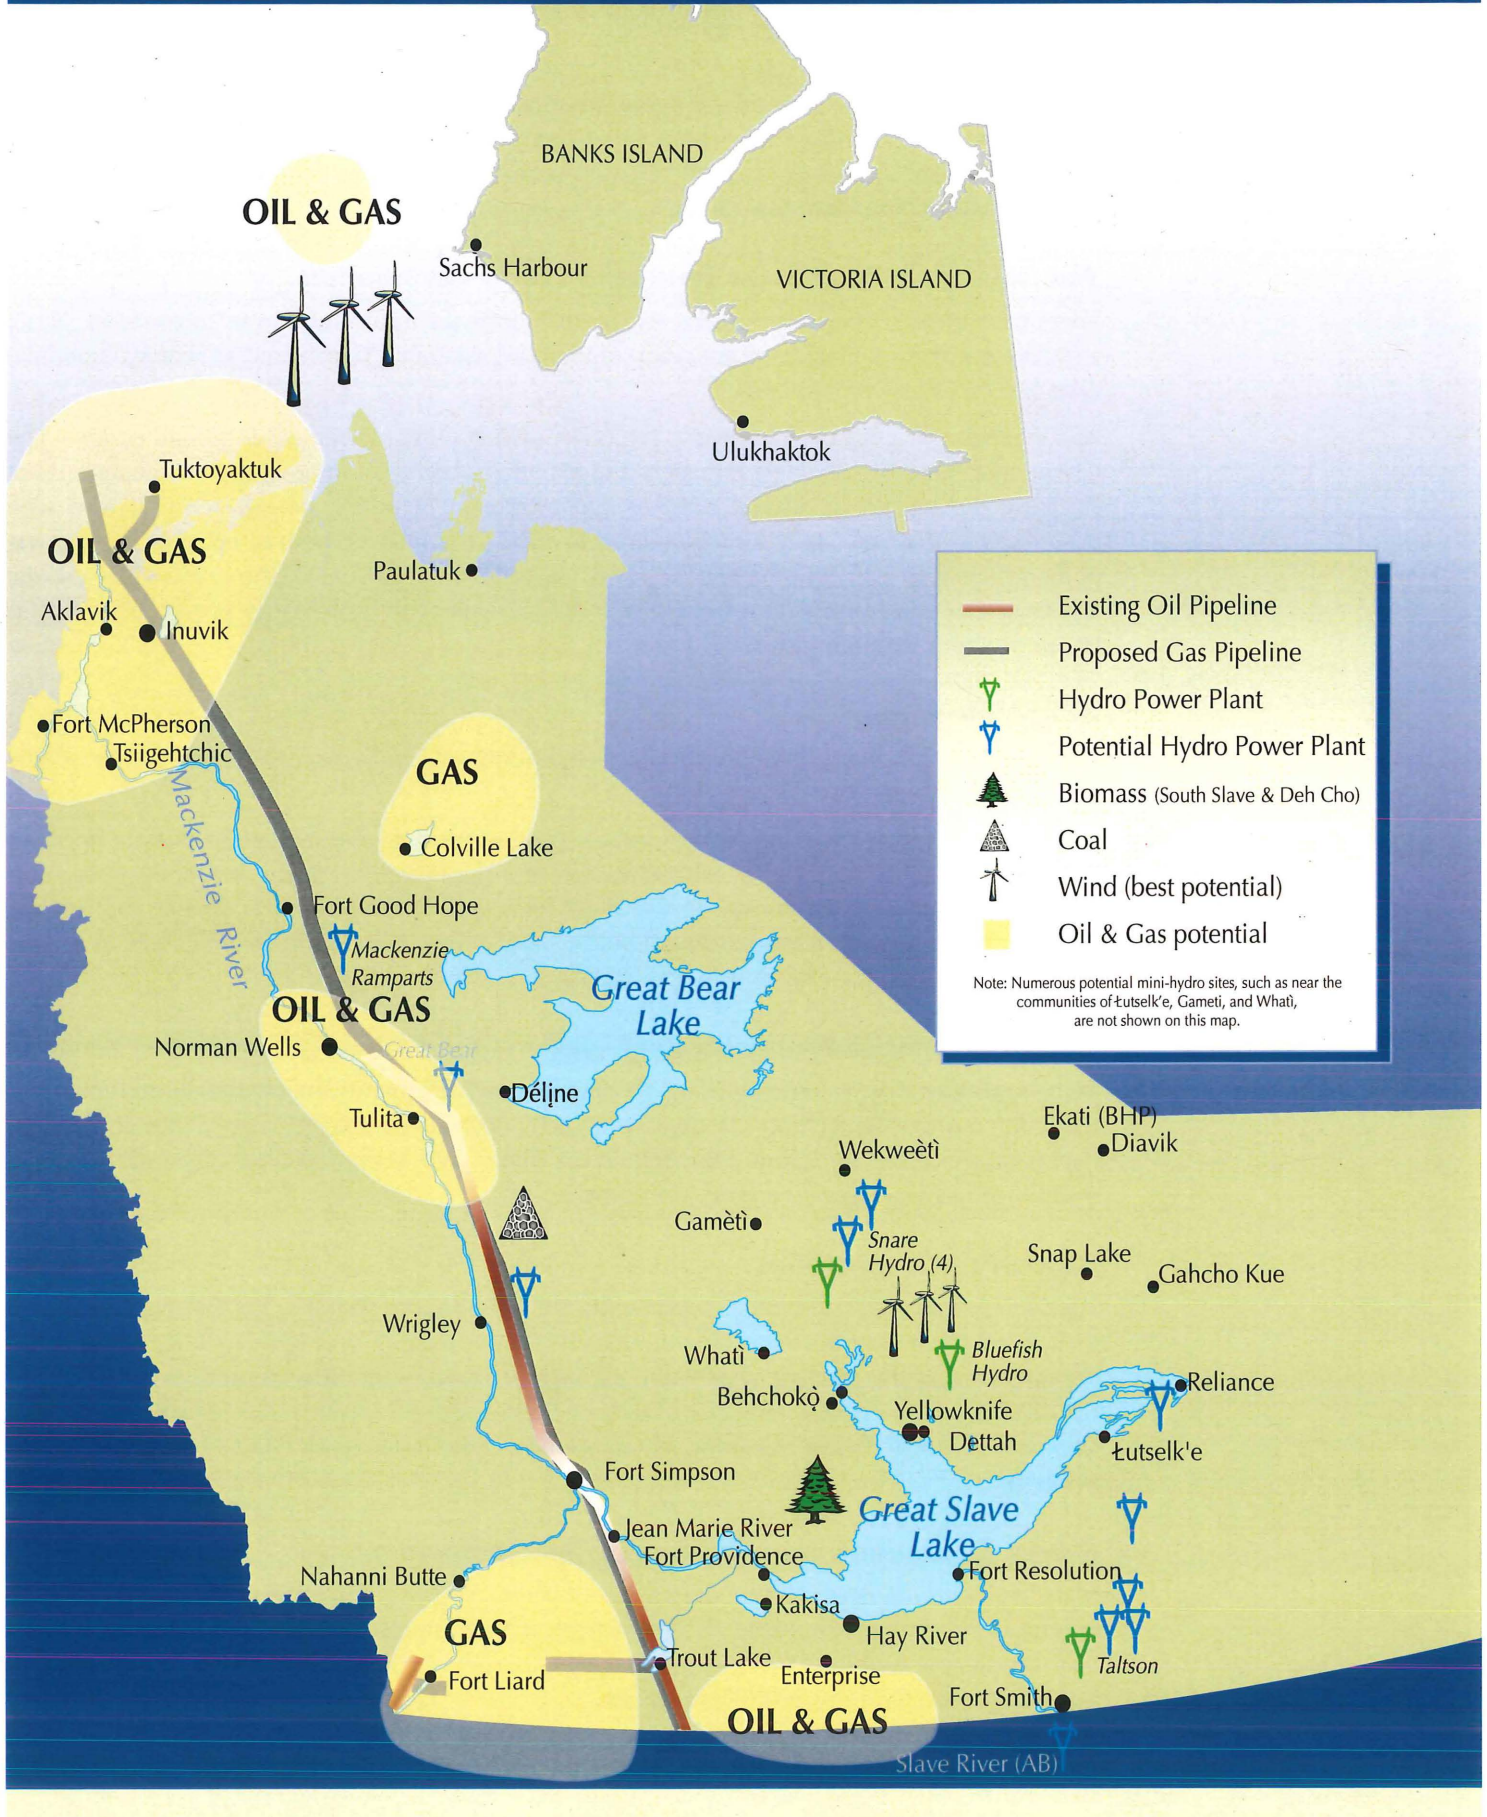 BANKS ISLAND
OIL & GAS
Sachs Harbour
VICTORIA ISLAND
Ulukhaktok
Tuktoyaktuk
OIL & GAS
Paulatuk
Aklavik
Inuvik
Fort McPherson
Tsiigehtchic
Mackenzie River
GAS
Colville Lake
Fort Good Hope
Mackenzie
Ramparts
OIL & GAS
Norman Wells
Great Bear
Great Bear
Lake
Délįne
Tulita
Existing Oil Pipeline
Proposed Gas Pipeline
Hydro Power Plant
Potential Hydro Power Plant
Biomass (South Slave & Deh Cho)
Coal
Wind (best potential)
Oil & Gas potential
Note: Numerous potential mini-hydro sites, such as near the
communities of Łutselk'e, Gameti, and Whatì,
are not shown on this map.
Ekati (BHP)
Diavik
Wekweètì
Gamètì
Snare
Hydro (4)
Snap Lake
Gahcho Kue
Wrigley
Whatì
Bluefish
Hydro
Behchokǫ̀
Reliance
Yellowknife
Dettah
Łutselk'e
Fort Simpson
Great Slave
Lake
Jean Marie River
Fort Providence
Nahanni Butte
Fort Resolution
Kakisa
GAS
Hay River
Trout Lake
Enterprise
Taltson
Fort Liard
Fort Smith
OIL & GAS
Slave River (AB)